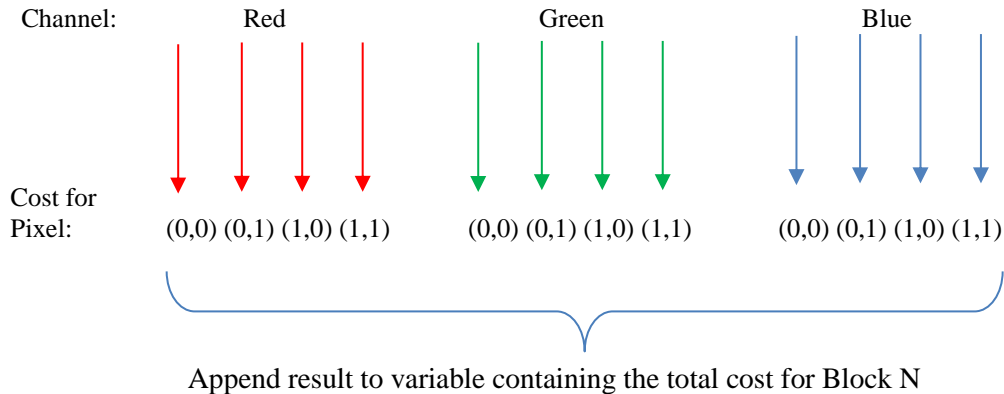 Channel: Red Green Blue
Cost for
Pixel: (0,0) (0,1) (1,0) (1,1) (0,0) (0,1) (1,0) (1,1) (0,0) (0,1) (1,0) (1,1)
Append result to variable containing the total cost for Block N